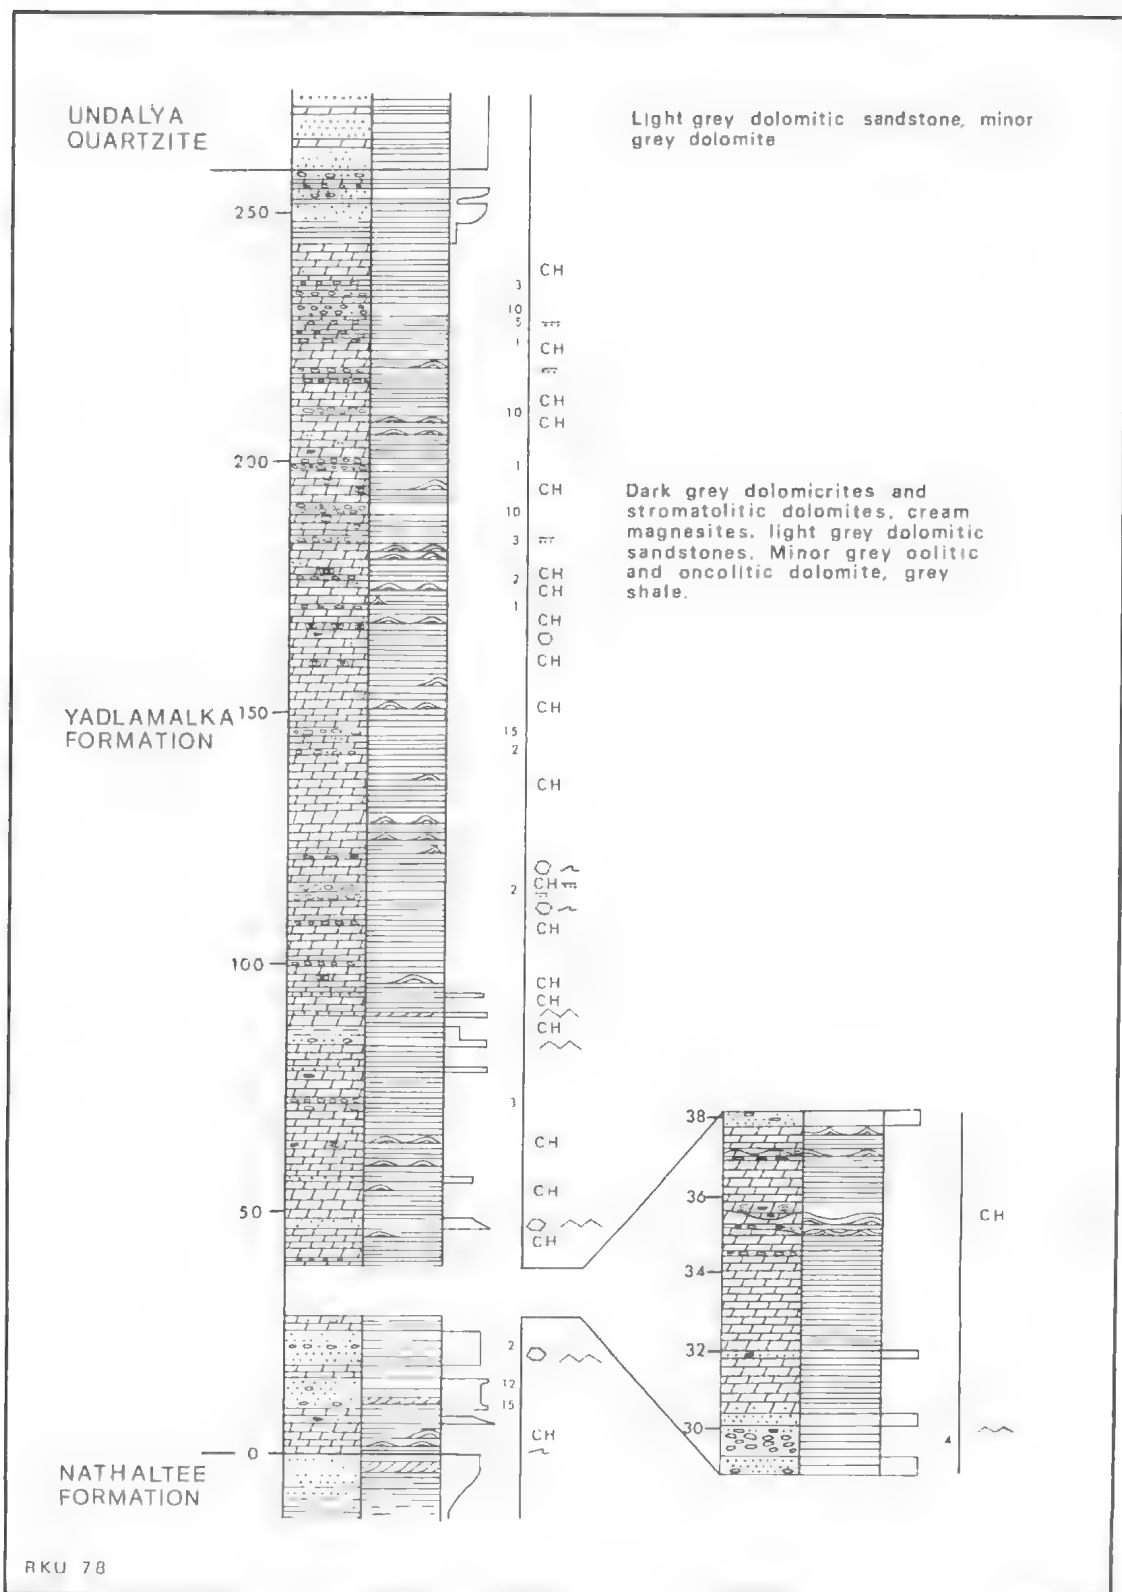 UNDALYA
QUARTZITE
Light grey dolomitic sandstone, minor
grey dolomite
250
CH
3
10
5
1
CH
CH
10
CH
200
1
CH
10
Dark grey dolomicrites and
stromatolitic dolomites, cream
magnesites, light grey dolomitic
sandstones. Minor grey oolitic
and oncolitic dolomite, grey
shale.
3
CH
2
CH
1
CH
CH
YADLAMALKA
FORMATION
150
CH
15
2
CH
CH
2
CH
100
CH
CH
CH
3
CH
CH
50
CH
38
36
CH
34
32
30
4
2
12
15
CH
0
NATHALTEE
FORMATION
RKU 78